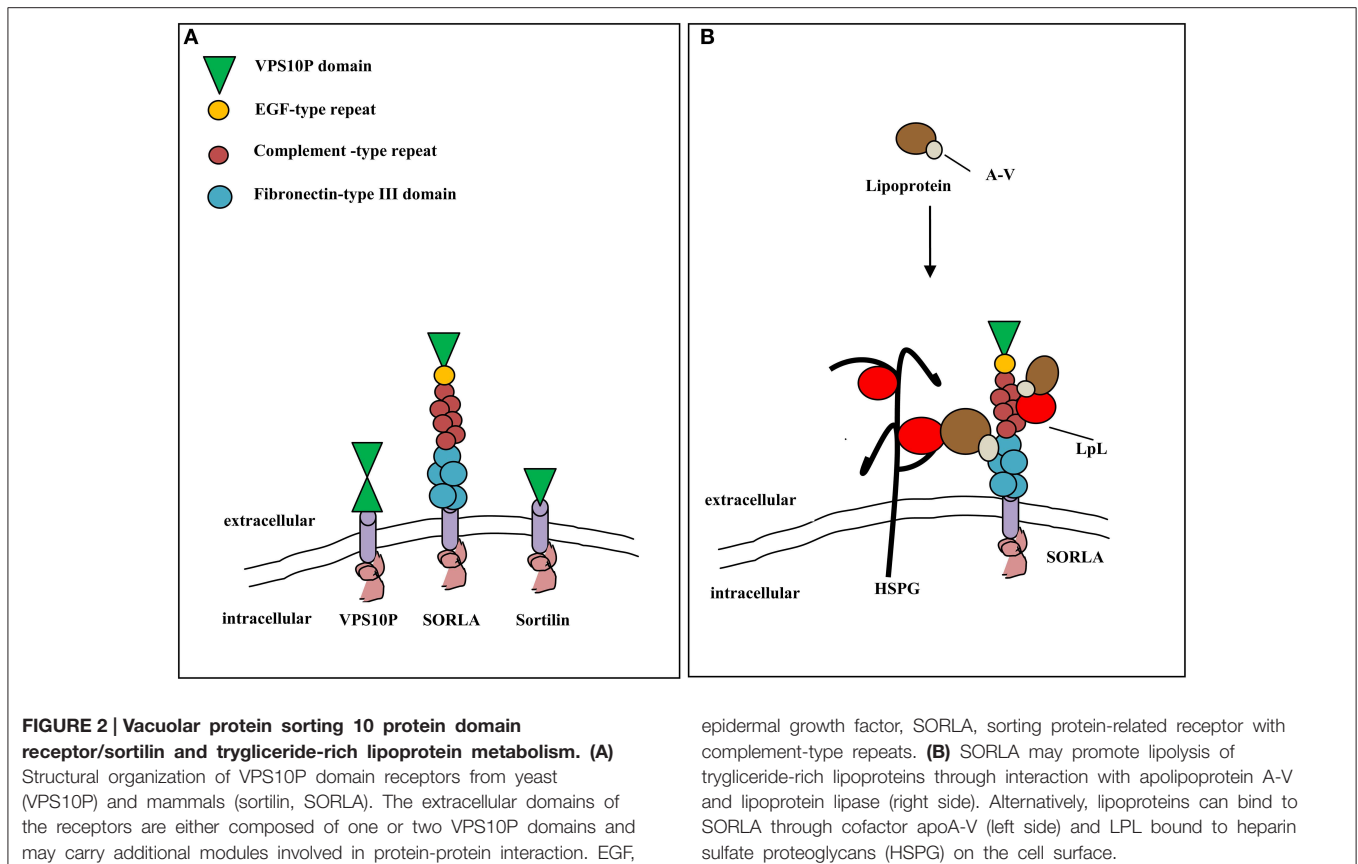 A
VPS10P domain
EGF-type repeat
Complement -type repeat
Fibronectin-type III domain
extracellular
intracellular
VPS10P
SORLA
Sortilin
B
A-V
Lipoprotein
LpL
extracellular
SORLA
HSPG
intracellular
FIGURE 2 | Vacuolar protein sorting 10 protein domain
receptor/sortilin and trygliceride-rich lipoprotein metabolism. (A)
Structural organization of VPS10P domain receptors from yeast
(VPS10P) and mammals (sortilin, SORLA). The extracellular domains of
the receptors are either composed of one or two VPS10P domains and
may carry additional modules involved in protein-protein interaction. EGF,
epidermal growth factor, SORLA, sorting protein-related receptor with
complement-type repeats. (B) SORLA may promote lipolysis of
trygliceride-rich lipoproteins through interaction with apolipoprotein A-V
and lipoprotein lipase (right side). Alternatively, lipoproteins can bind to
SORLA through cofactor apoA-V (left side) and LPL bound to heparin
sulfate proteoglycans (HSPG) on the cell surface.